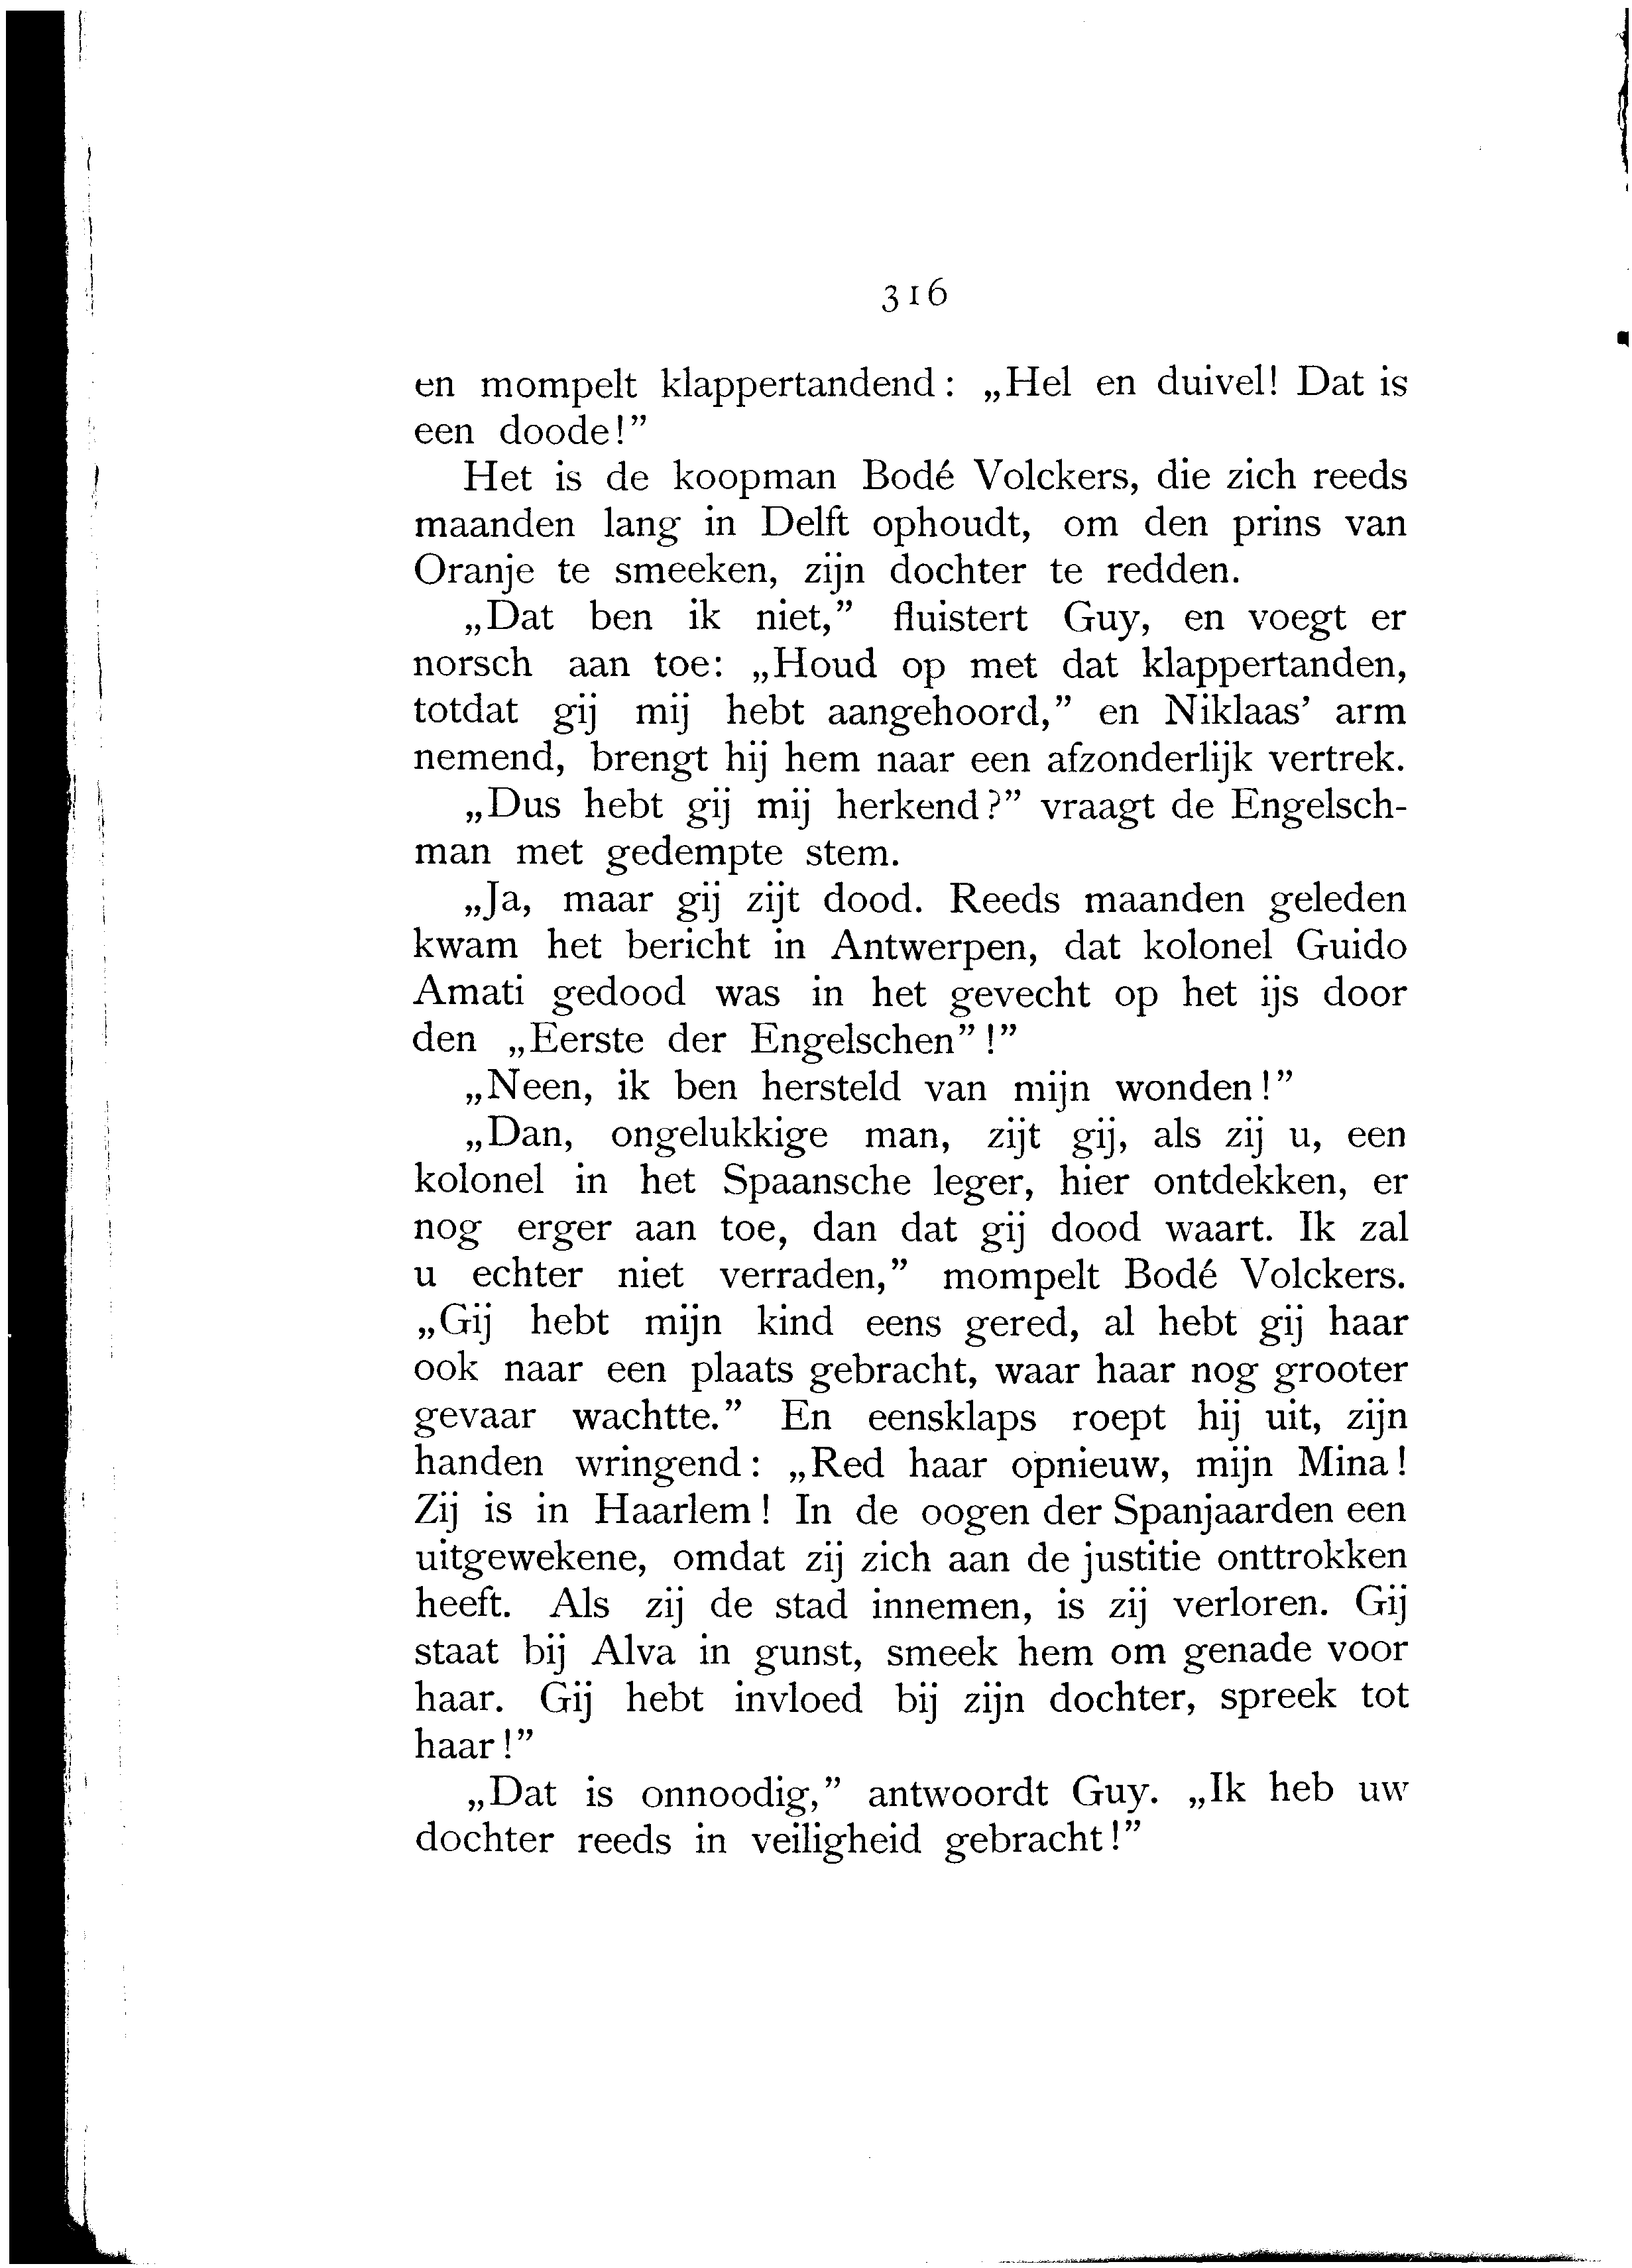 316
en mompelt klappertandend: „Hel en duivel! Dat is
een doode!”
Het is de koopman Bodé Volckers, die zich reeds
maanden lang in Delft ophoudt, om den prins van
Oranje te smeeken, zijn dochter te redden.
„Dat ben ik niet,” fluistert Guy, en voegt er
norsch aan toe: „Houd op met dat klappertanden,
totdat gij mij hebt aangehoord,” en Niklaas’ arm
nemend, brengt hij hem naar een afzonderlijk vertrek.
„Dus hebt gij mij herkend?” vraagt de Engelsch-
man met gedempte stem.
„Ja, maar gij zijt dood. Reeds maanden geleden
kwam het bericht in Antwerpen, dat kolonel Guido
Amati gedood was in het gevecht op het ijs door
den „Eerste der Engelschen”!”
„Neen, ik ben hersteld van mijn wonden!”
„Dan, ongelukkige man, zijt gij, als zij u, een
kolonel in het Spaansche leger, hier ontdekken, er
nog erger aan toe, dan dat gij dood waart. Ik zal
u echter niet verraden,” mompelt Bodé Volckers.
„Gij hebt mijn kind eens gered, al hebt gij haar
ook naar een plaats gebracht, waar haar nog grooter
gevaar wachtte.” En eensklaps roept hij uit, zijn
handen wringend: „Red haar opnieuw, mijn Mina!
Zij is in Haarlem! In de oogen der Spanjaarden een
uitgewekene, omdat zij zich aan de justitie onttrokken
heeft. Als zij de stad innemen, is zij verloren. Gij
staat bij Alva in gunst, smeek hem om genade voor
haar. Gij hebt invloed bij zijn dochter, spreek tot
haar!”
„Dat is onnoodig,” antwoordt Guy. „Ik heb uw
dochter reeds in veiligheid gebracht!”